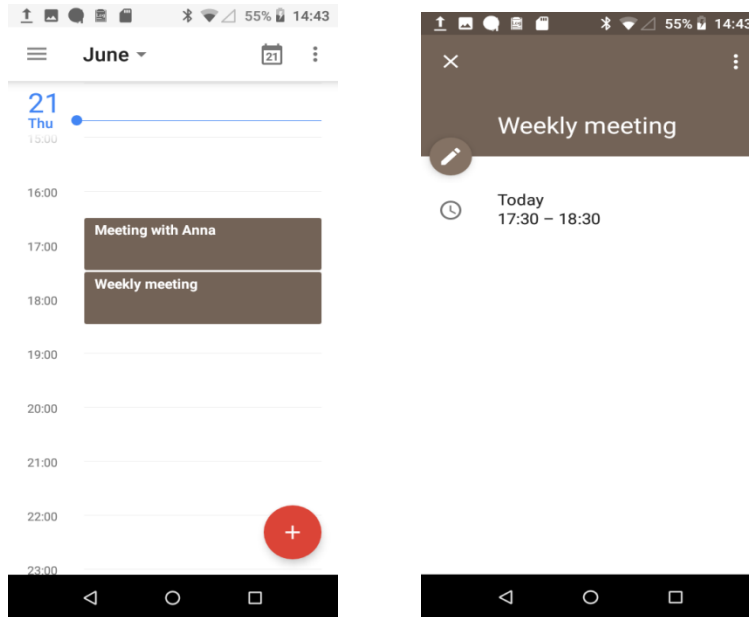 55% 14:43
June
21
21
Thu
15:00
16:00
Meeting with Anna
17:00
Weekly meeting
18:00
19:00
20:00
21:00
22:00
23:00
55% 14:43
Weekly meeting
Today
17:30 – 18:30